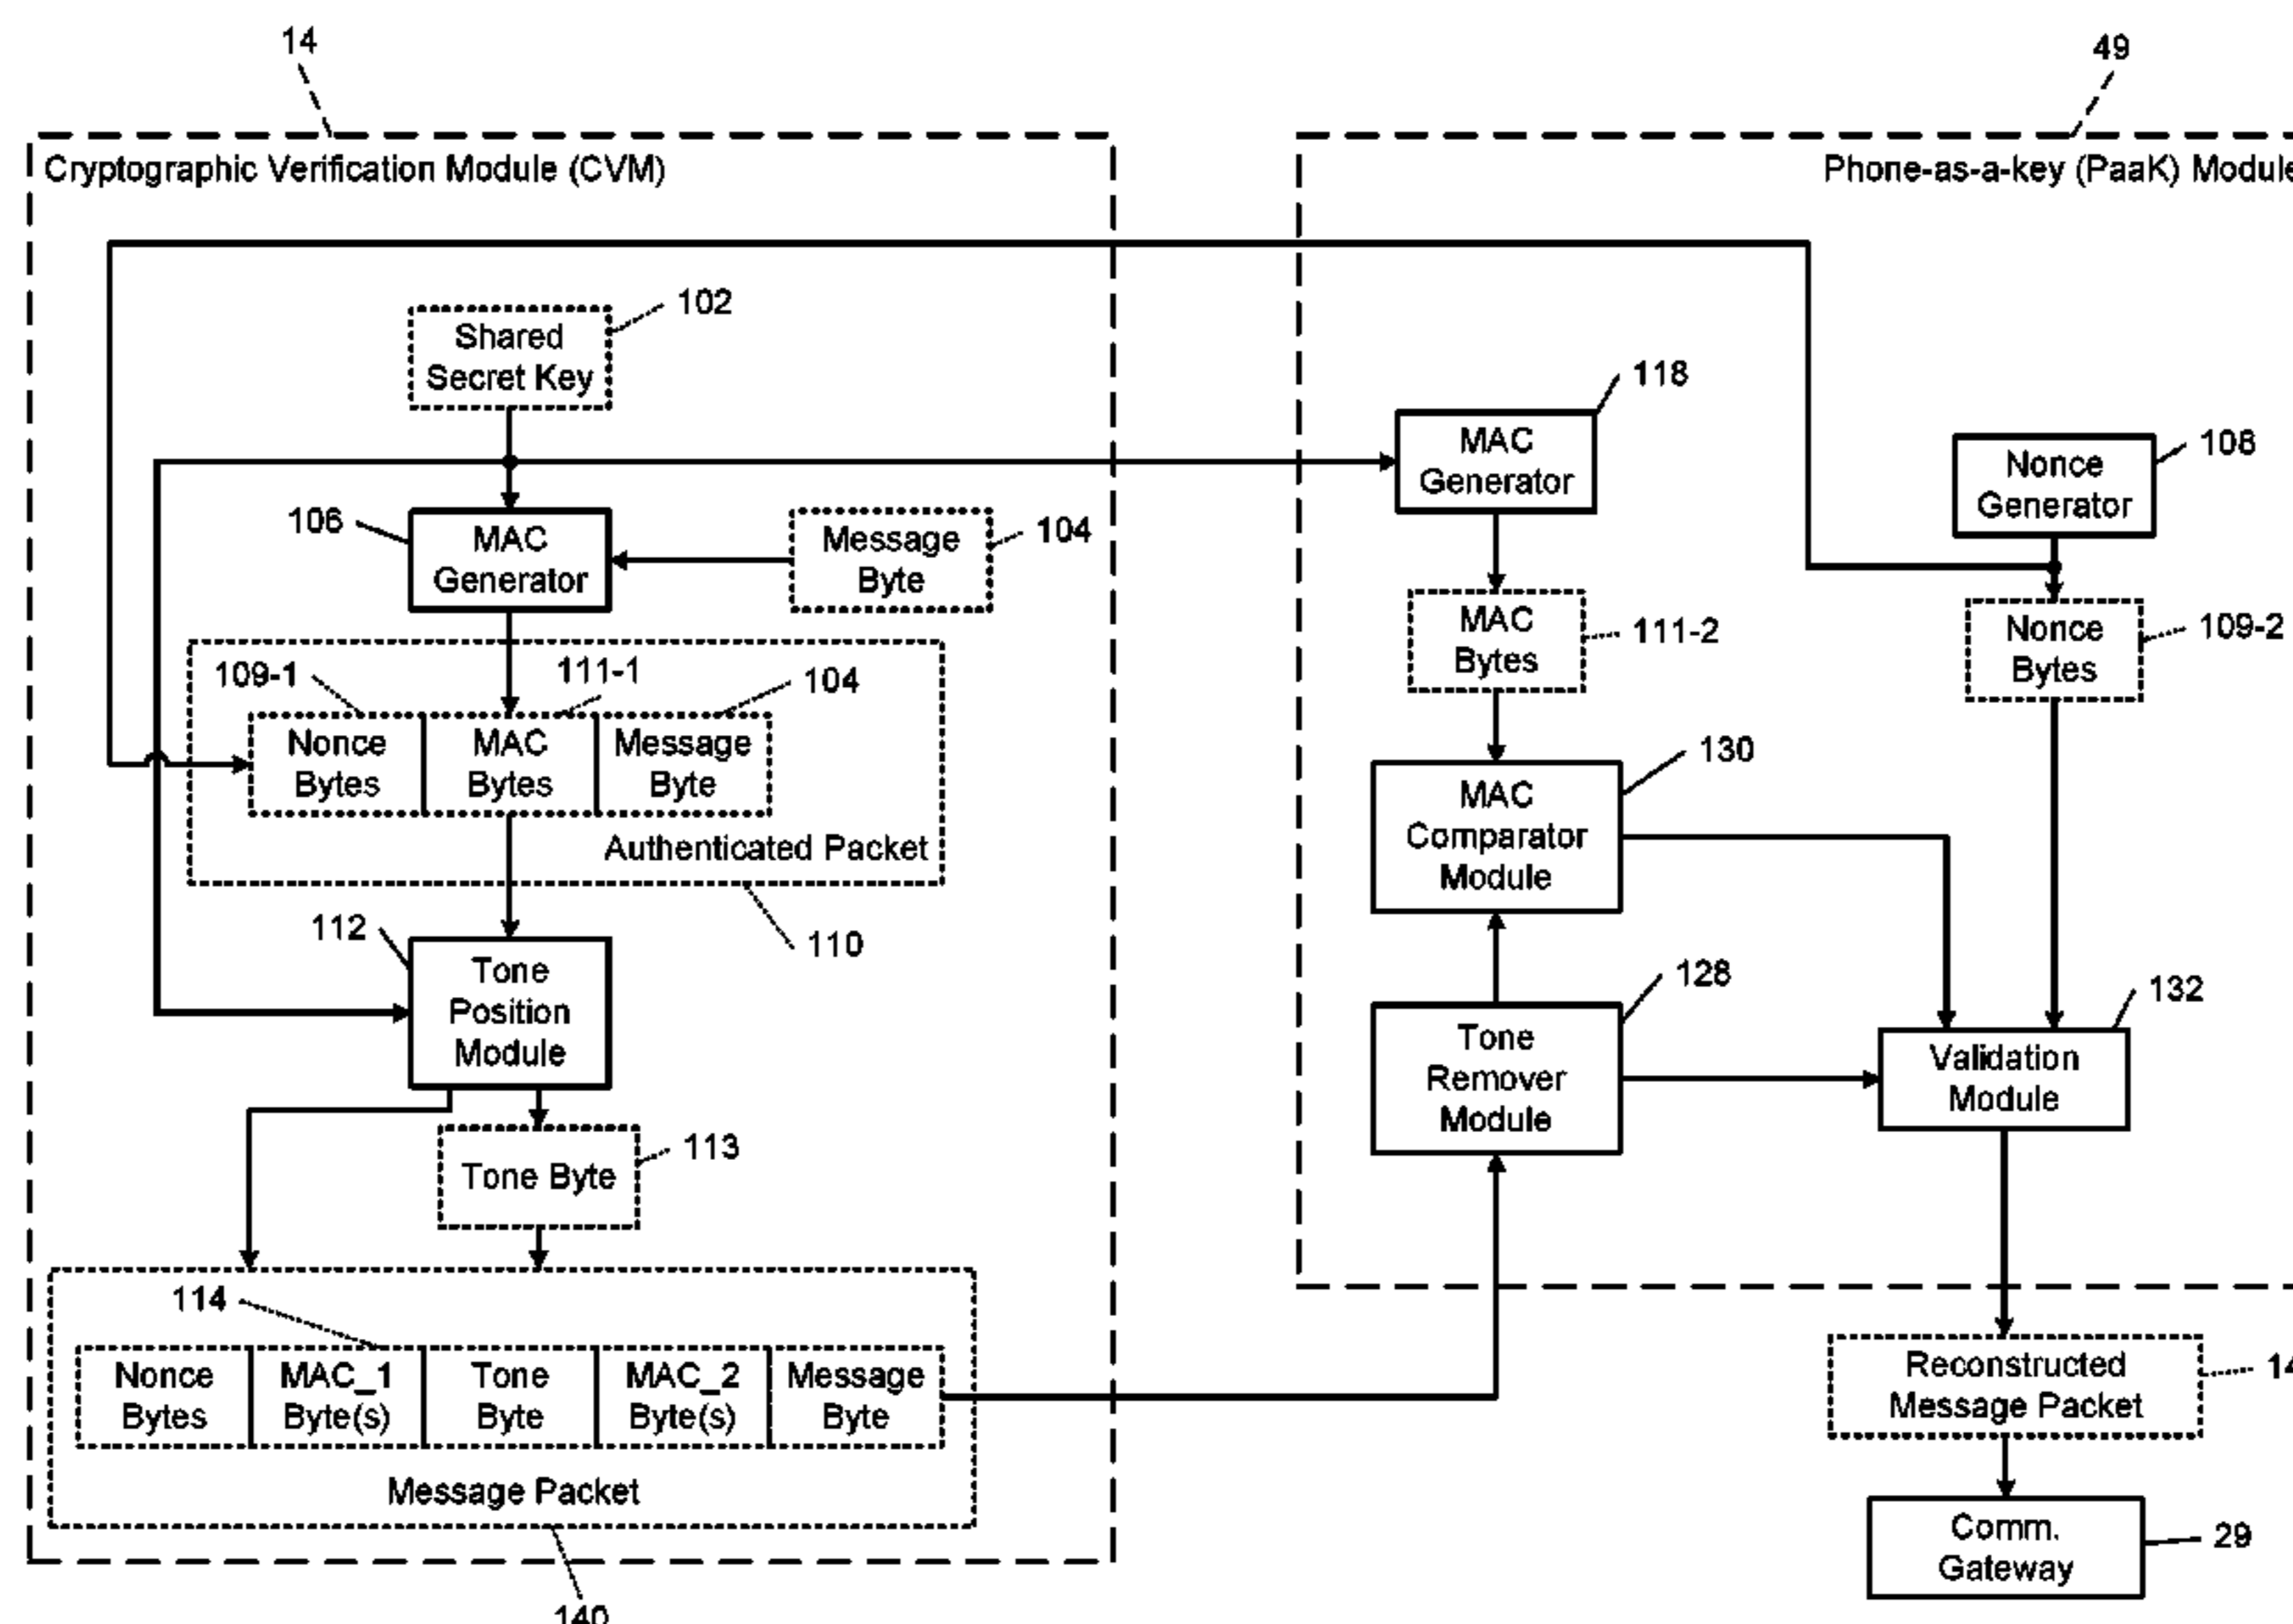 14
49
Cryptographic Verification Module (CVM)
Phone-as-a-key (PaaK) Module
102
Shared
Secret Key
118
MAC
Generator
108
Nonce
Generator
106
MAC
Generator
Message
Byte
104
MAC
Bytes
111-2
Nonce
Bytes
109-2
109-1
111-1
104
Nonce
Bytes
MAC
Bytes
Message
Byte
Authenticated Packet
110
130
MAC
Comparator
Module
112
Tone
Position
Module
128
Tone
Remover
Module
132
Validation
Module
Tone Byte
113
114
Nonce
Bytes
MAC_1
Byte(s)
Tone
Byte
MAC_2
Byte(s)
Message
Byte
Message Packet
140
Reconstructed
Message Packet
Comm.
Gateway
29